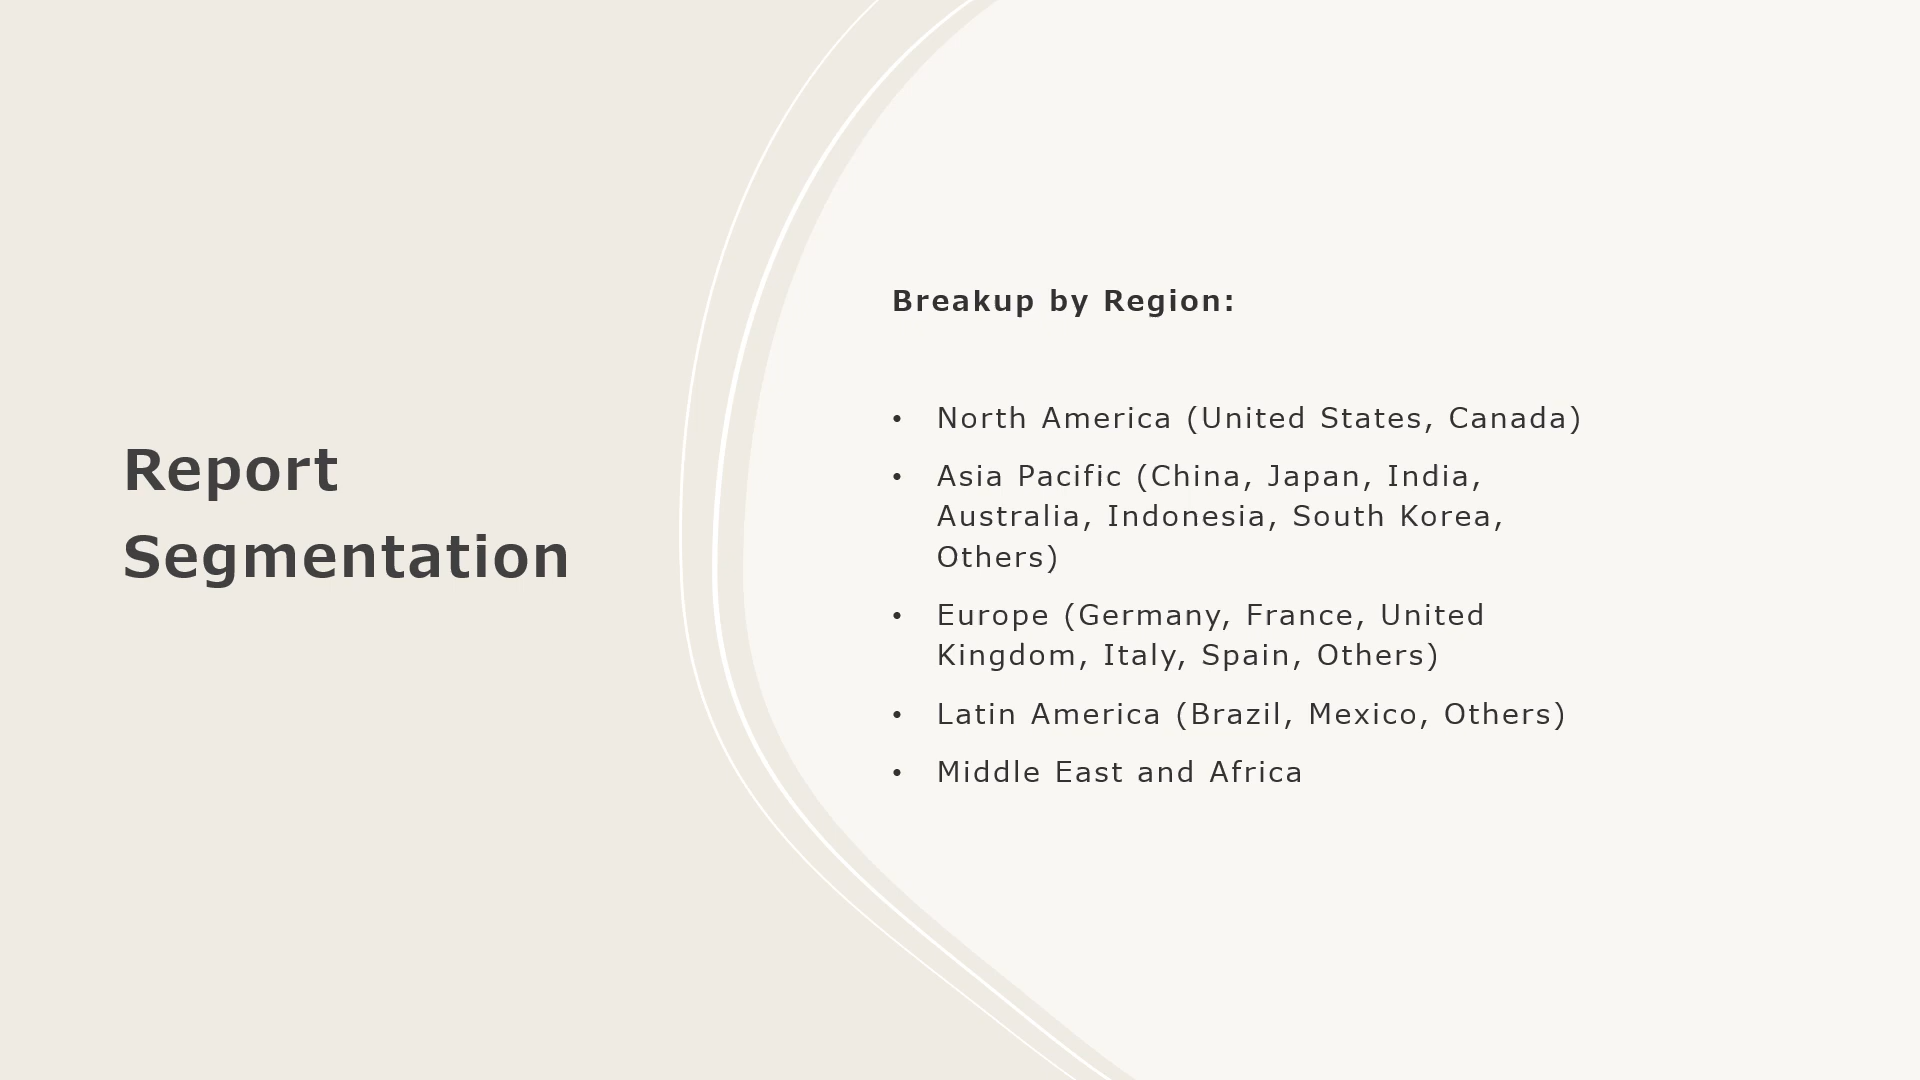 Report
Segmentation
Breakup by Region:
• North America (United States, Canada)
• Asia Pacific (China, Japan, India,
Australia, Indonesia, South Korea,
Others)
• Europe (Germany, France, United
Kingdom, Italy, Spain, Others)
• Latin America (Brazil, Mexico, Others)
• Middle East and Africa